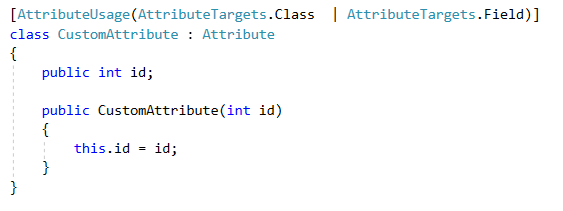 [AttributeUsage(AttributeTargets.Class  | AttributeTargets.Field)]
class CustomAttribute : Attribute
{
    public int id;

    public CustomAttribute(int id)
    {
        this.id = id;
    }
}